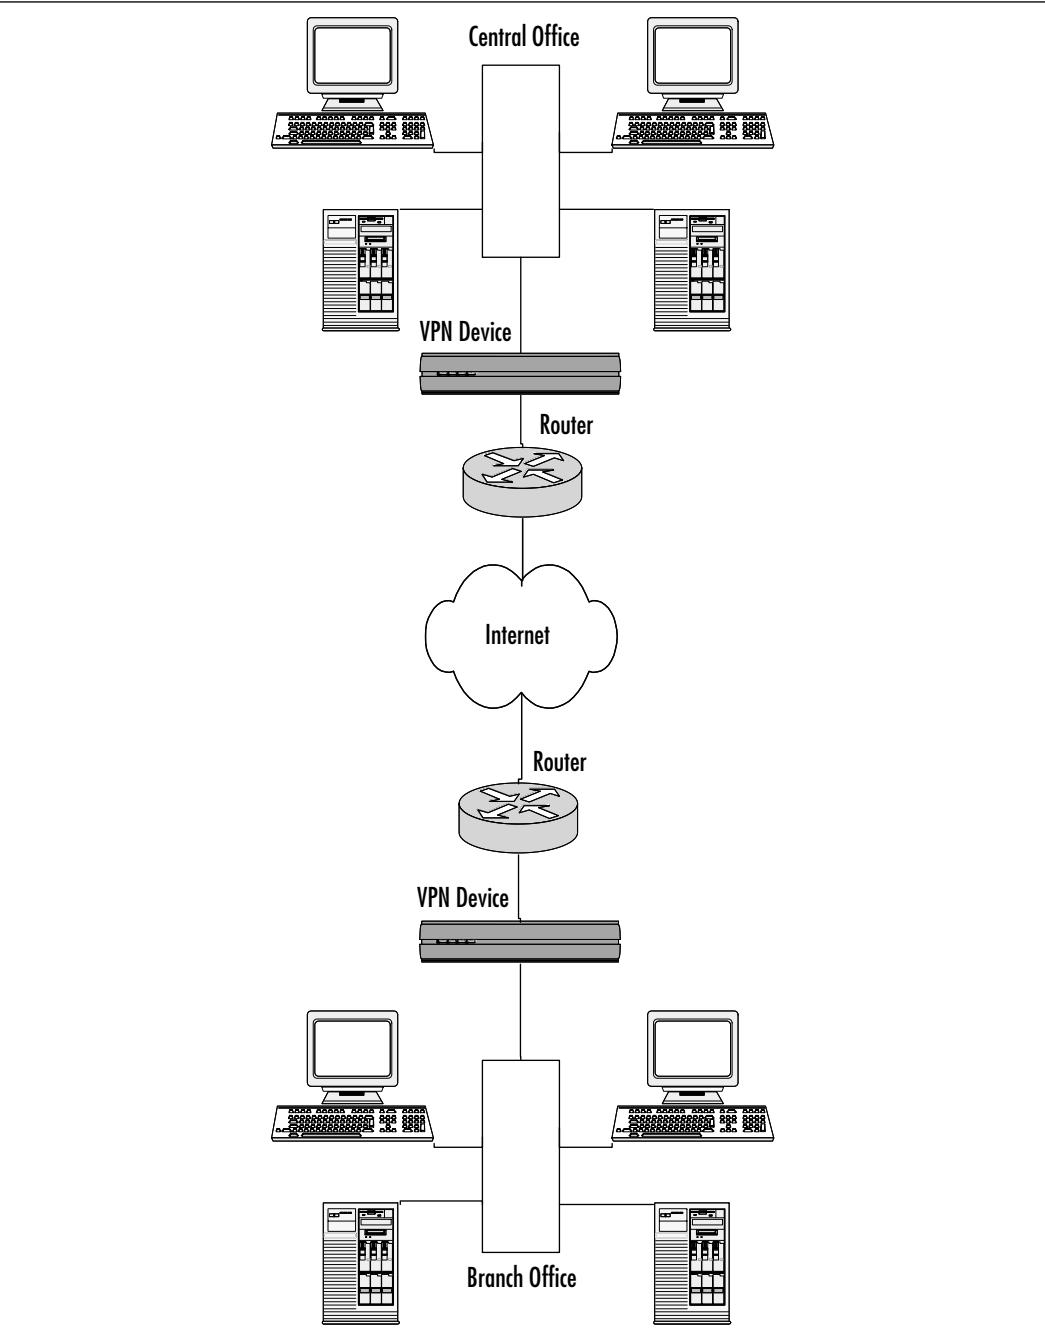 Central Office
VPN Device
Router
Internet
Router
VPN Device
Branch Office